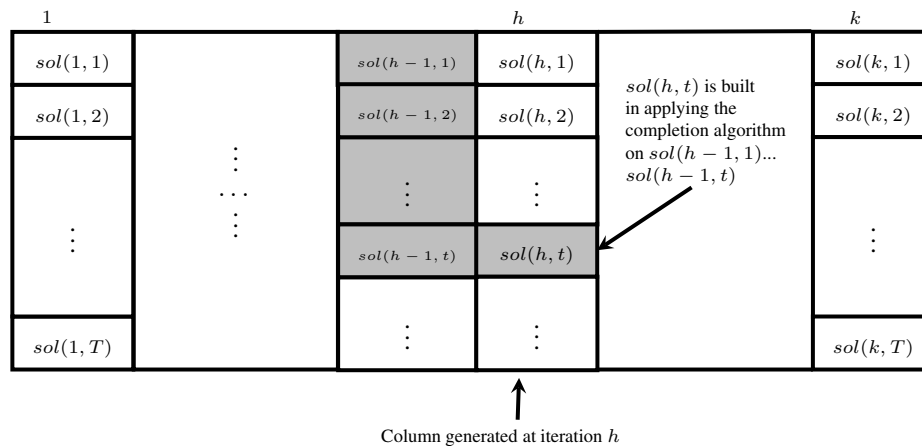 1 h k
sol(1, 1) sol(h − 1, 1) sol(h, 1) sol(k, 1)
sol(1, 2) sol(h − 1, 2) sol(h, 2) sol(k, 2)
sol(h, t) is built
in applying the
completion algorithm
on sol(h − 1, 1)...
sol(h − 1, t)
⋮
...
⋮
⋮ ⋮ ⋮ ⋮
sol(h − 1, t) sol(h, t)
⋮ ⋮
sol(1, T) sol(k, T)
Column generated at iteration h